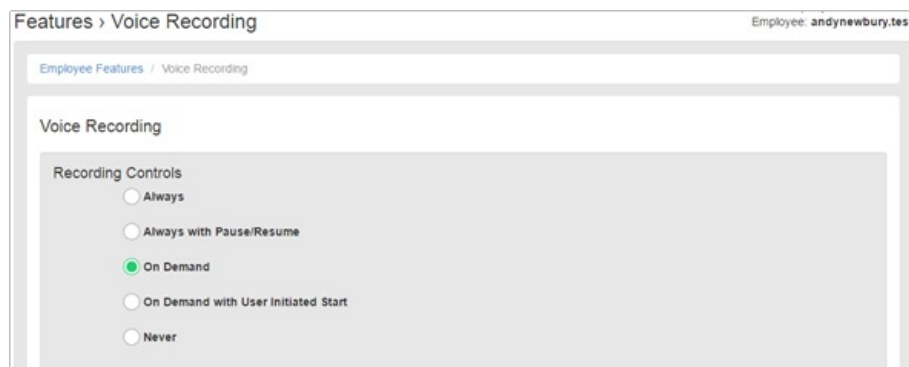 Features › Voice Recording
Employee: andynewbury.tes
Employee Features / Voice Recording
Voice Recording
Recording Controls
Always
Always with Pause/Resume
On Demand
On Demand with User Initiated Start
Never